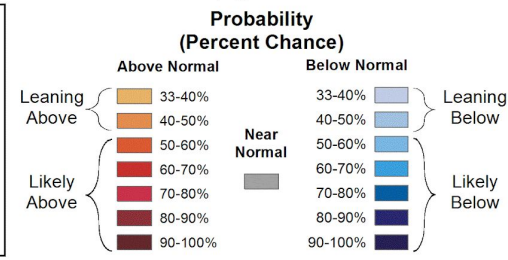 Probability
(Percent Chance)
Above Normal
Below Normal
Leaning
Above
33-40%
40-50%
Likely
Above
50-60%
60-70%
70-80%
80-90%
90-100%
Near
Normal
33-40%
40-50%
Leaning
Below
50-60%
60-70%
70-80%
80-90%
90-100%
Likely
Below